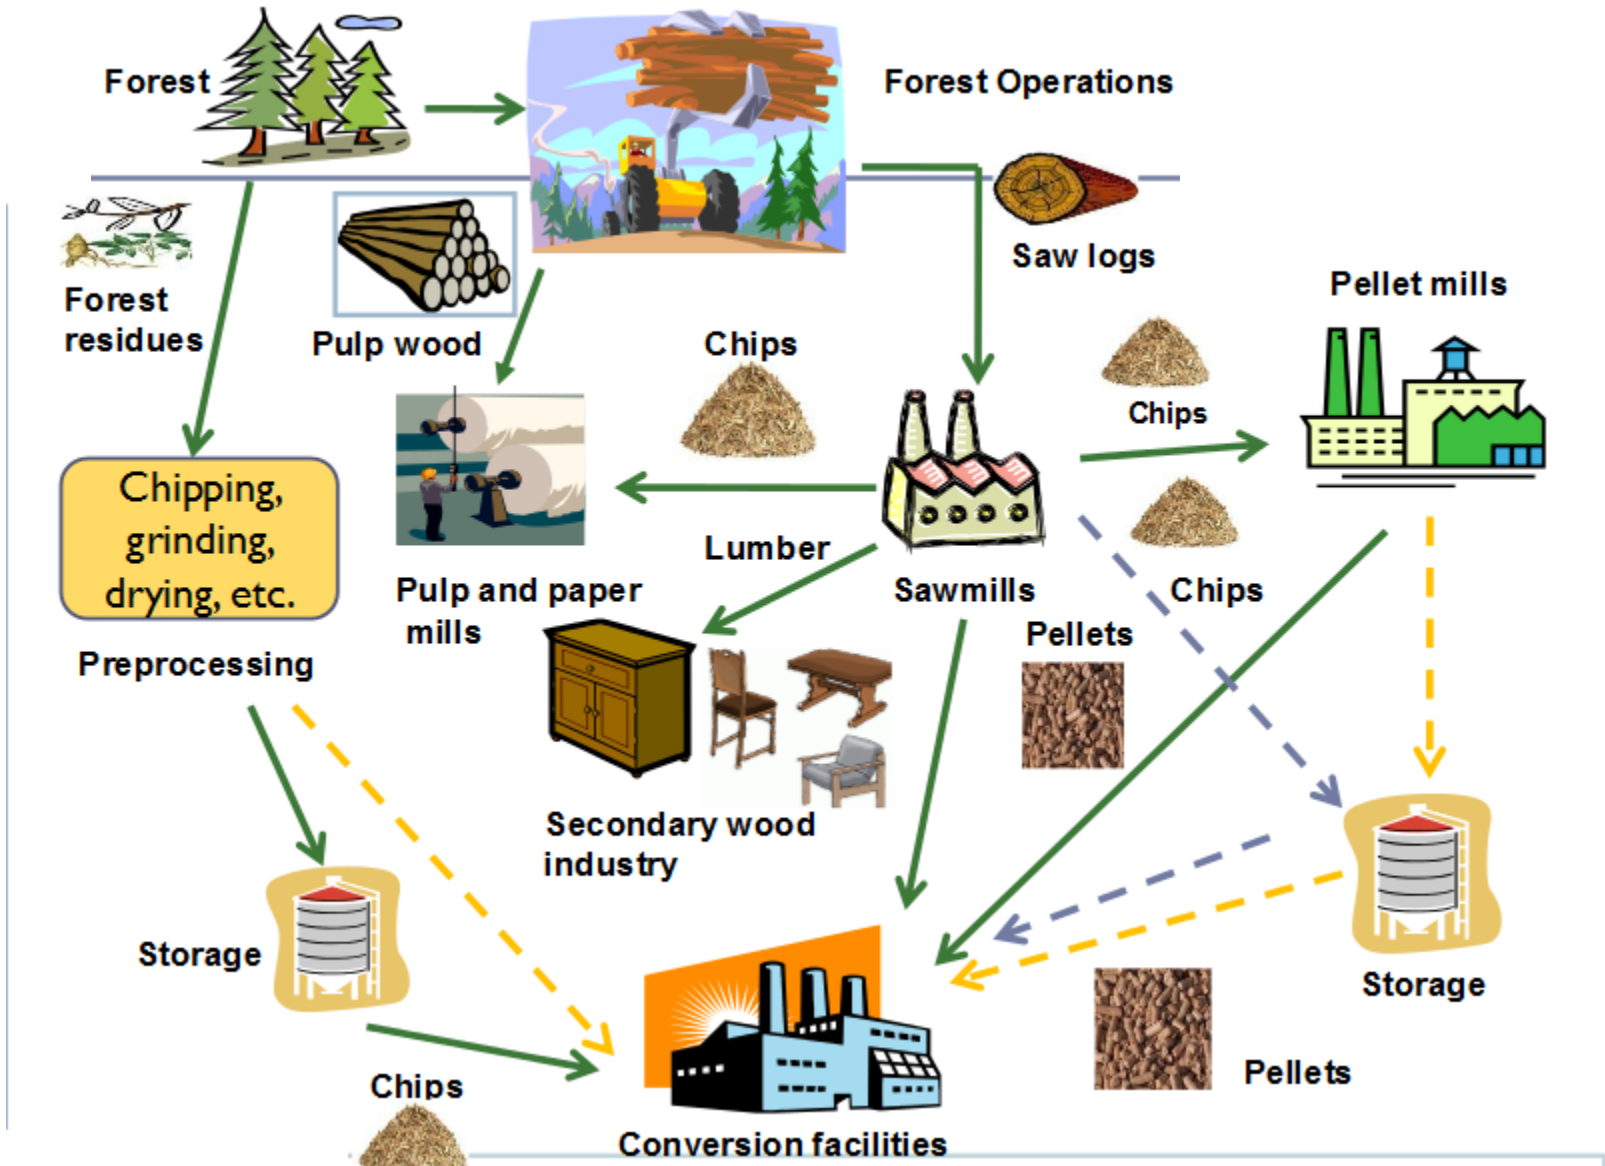 Forest
Forest Operations
Saw logs
Pellet mills
Forest
residues
Pulp wood
Chips
Chips
Chipping,
grinding,
drying, etc.
Lumber
Pulp and paper
mills
Sawmills
Chips
Pellets
Preprocessing
Secondary wood
industry
Storage
Storage
Pellets
Chips
Conversion facilities